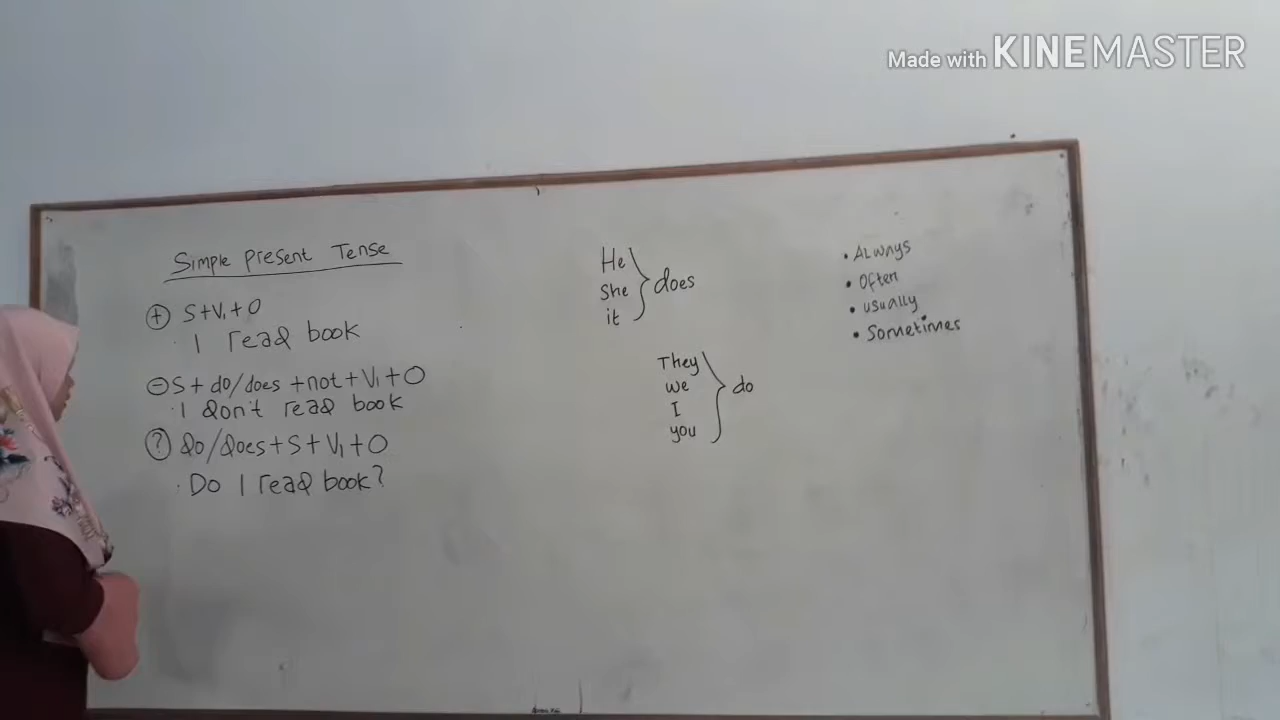 Made with KINEMASTER
Simple Present Tense
(+) S+V₁+O
· I read book
(-) S + do/does +not+V₁+O
· I don't read book
(?) do/does+S+V₁+O
· Do I read book?
He
She
it
} does
They
we
I
you
} do
• ALways
• Often
• usually
• Sometimes